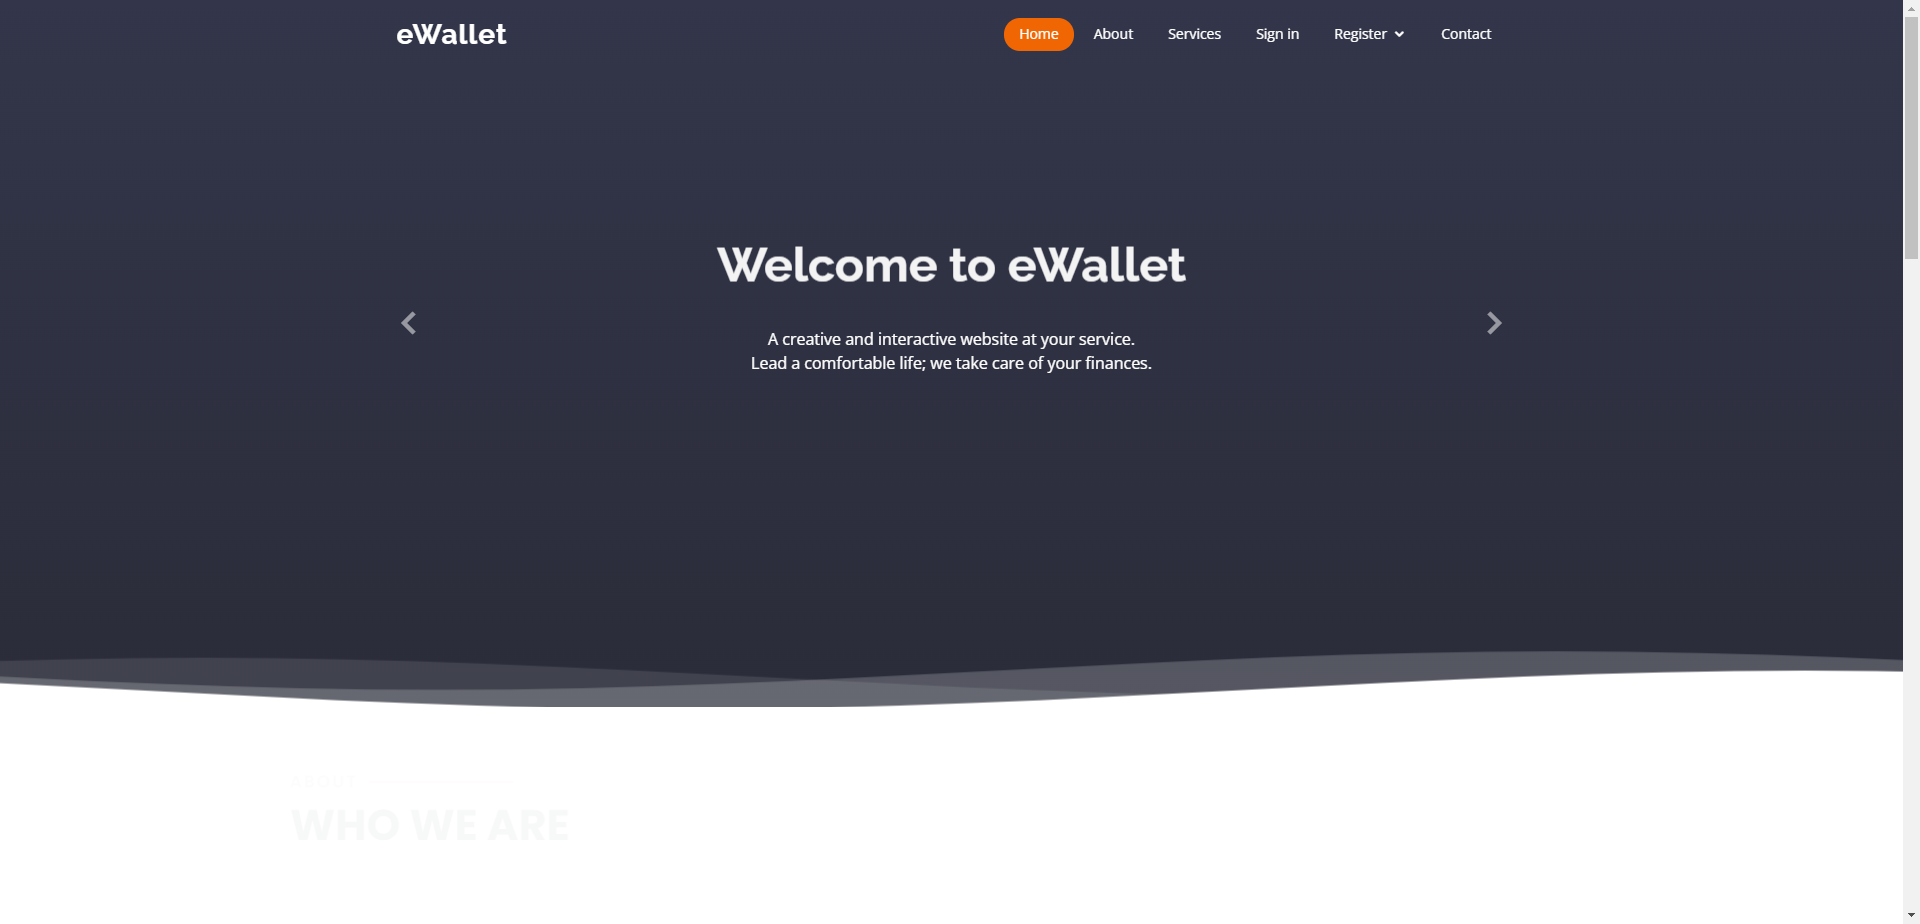 eWallet
Home About Services Sign in Register Contact
Welcome to eWallet
A creative and interactive website at your service.
Lead a comfortable life; we take care of your finances.
ABOUT
WHO WE ARE